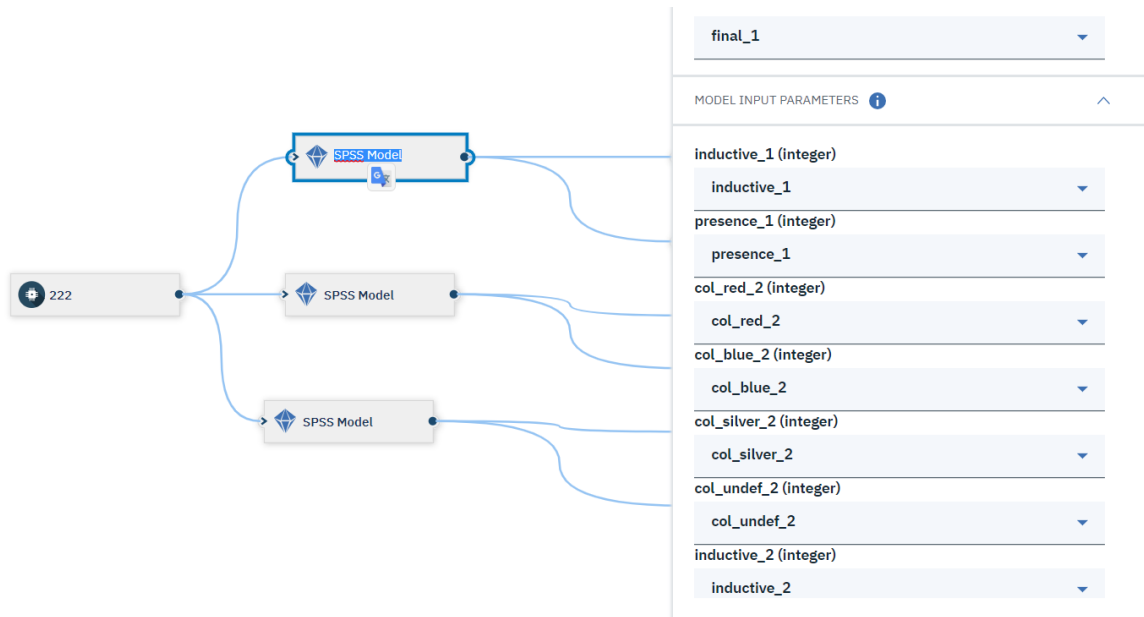 final_1
MODEL INPUT PARAMETERS
inductive_1 (integer)
inductive_1
presence_1 (integer)
presence_1
col_red_2 (integer)
col_red_2
col_blue_2 (integer)
col_blue_2
col_silver_2 (integer)
col_silver_2
col_undef_2 (integer)
col_undef_2
inductive_2 (integer)
inductive_2
SPSS Model
222
SPSS Model
SPSS Model